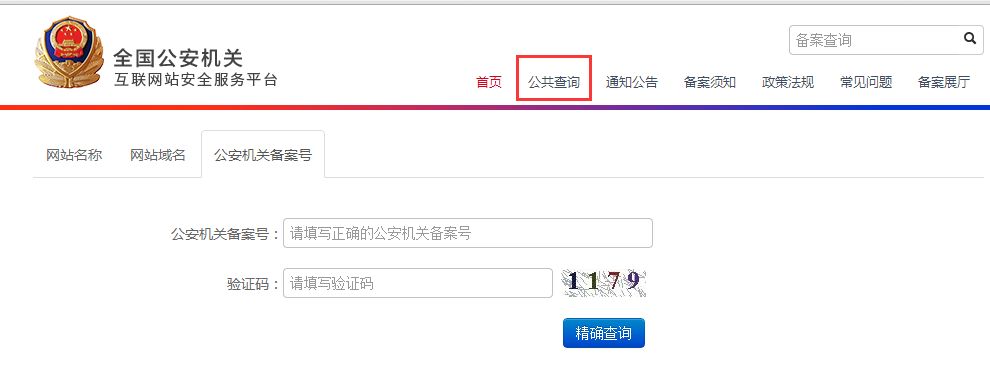 全国公安机关
互联网站安全服务平台
备案查询
首页 公共查询 通知公告 备案须知 政策法规 常见问题 备案展厅
网站名称 网站域名 公安机关备案号
公安机关备案号： 请填写正确的公安机关备案号
验证码： 请填写验证码 1179
精确查询